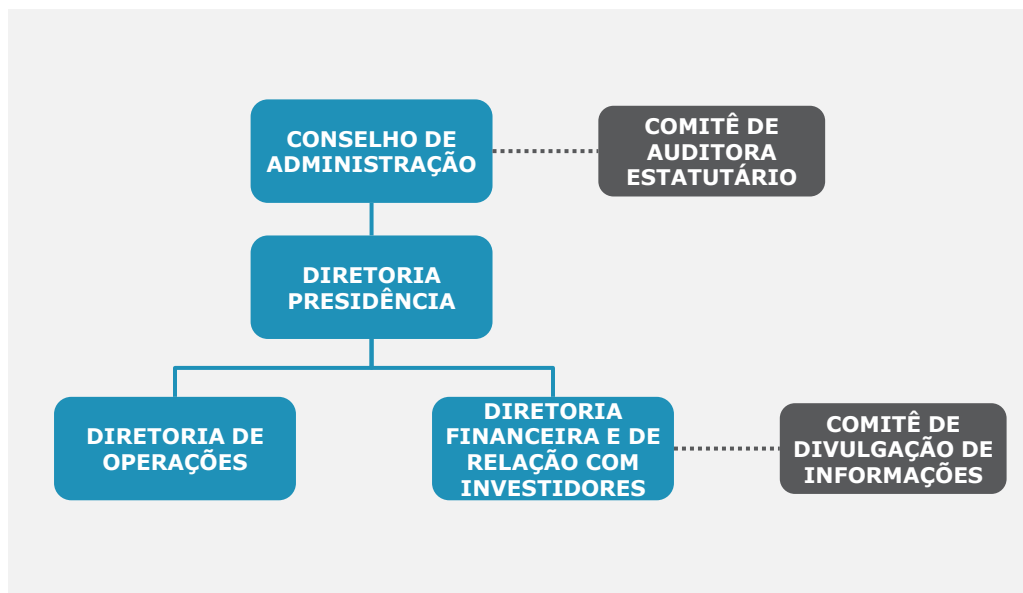 CONSELHO DE
ADMINISTRAÇÃO
COMITÊ DE
AUDITORA
ESTATUTÁRIO
DIRETORIA
PRESIDÊNCIA
DIRETORIA DE
OPERAÇÕES
DIRETORIA
FINANCEIRA E DE
RELAÇÃO COM
INVESTIDORES
COMITÊ DE
DIVULGAÇÃO DE
INFORMAÇÕES